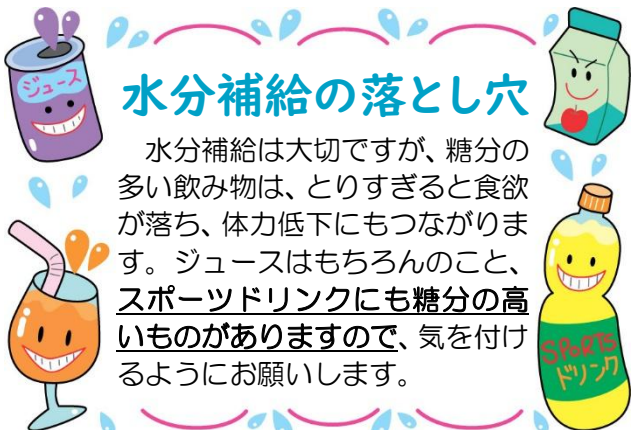 ジュース
水分補給の落とし穴
　水分補給は大切ですが、糖分の
多い飲み物は、とりすぎると食欲
が落ち、体力低下にもつながりま
す。ジュースはもちろんのこと、
スポーツドリンクにも糖分の高
いものがありますので、気を付け
るようにお願いします。
SPORTS
ドリンク